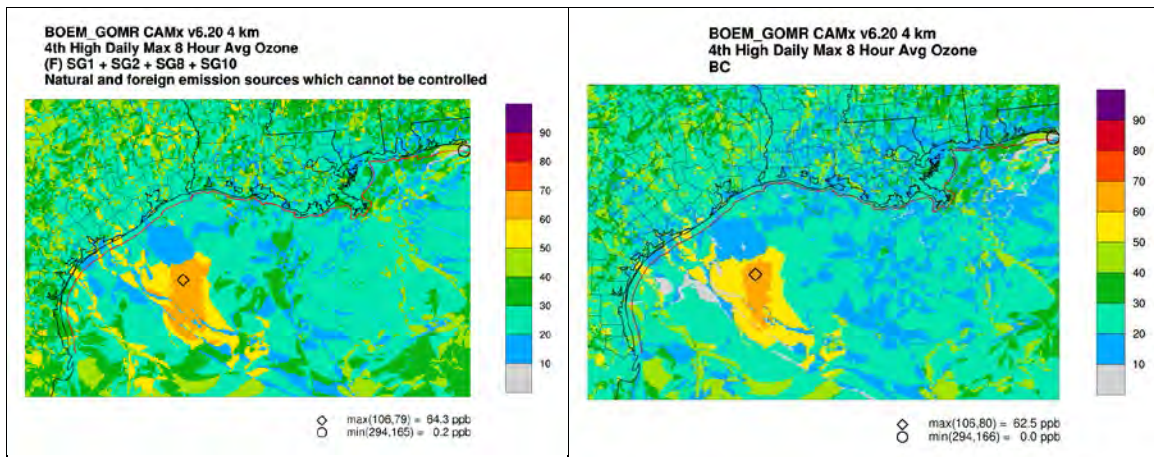 BOEM_GOMR CAMx v6.20 4 km
4th High Daily Max 8 Hour Avg Ozone
(F) SG1 + SG2 + SG8 + SG10
Natural and foreign emission sources which cannot be controlled
90
80
70
60
50
40
30
20
10
max(106,79) = 64.3 ppb
min(294,165) = 0.2 ppb
BOEM_GOMR CAMx v6.20 4 km
4th High Daily Max 8 Hour Avg Ozone
BC
90
80
70
60
50
40
30
20
10
max(106,80) = 62.5 ppb
min(294,166) = 0.0 ppb